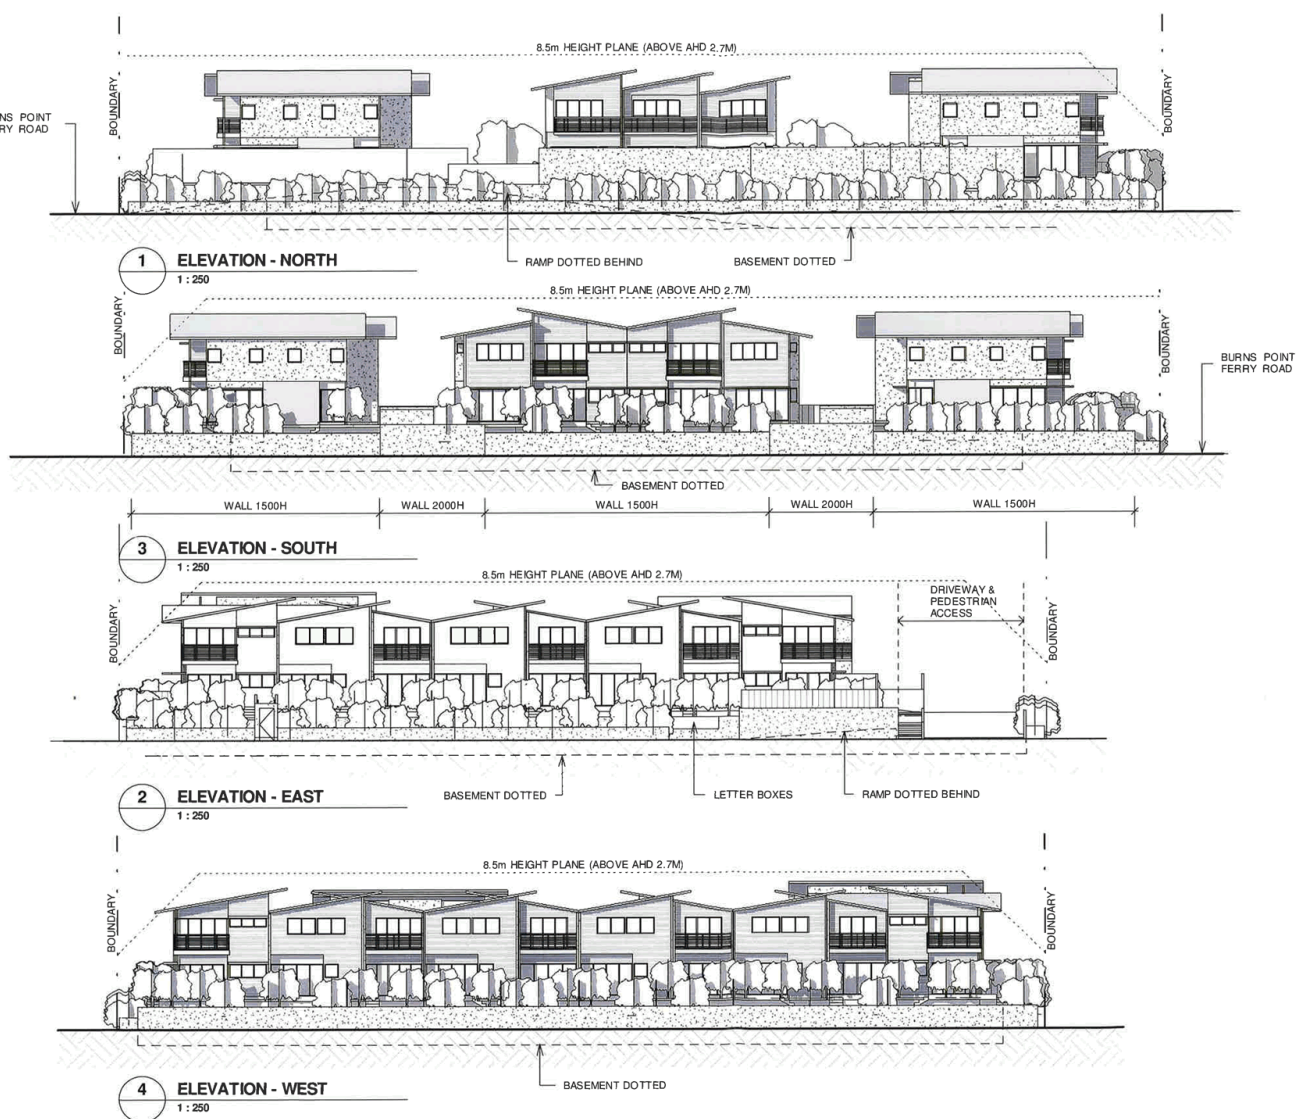 8.5m HEIGHT PLANE (ABOVE AHD 2.7M)
BOUNDARY
BOUNDARY
NS POINT
RY ROAD
RAMP DOTTED BEHIND
BASEMENT DOTTED
1 ELEVATION - NORTH
1 : 250
8.5m HEIGHT PLANE (ABOVE AHD 2.7M)
BOUNDARY
BOUNDARY
BURNS POINT
FERRY ROAD
BASEMENT DOTTED
WALL 1500H
WALL 2000H
WALL 1500H
WALL 2000H
WALL 1500H
3 ELEVATION - SOUTH
1 : 250
8.5m HEIGHT PLANE (ABOVE AHD 2.7M)
DRIVEWAY &
PEDESTRIAN
ACCESS
BOUNDARY
BOUNDARY
BASEMENT DOTTED
LETTER BOXES
RAMP DOTTED BEHIND
2 ELEVATION - EAST
1 : 250
8.5m HEIGHT PLANE (ABOVE AHD 2.7M)
BOUNDARY
BOUNDARY
BASEMENT DOTTED
4 ELEVATION - WEST
1 : 250